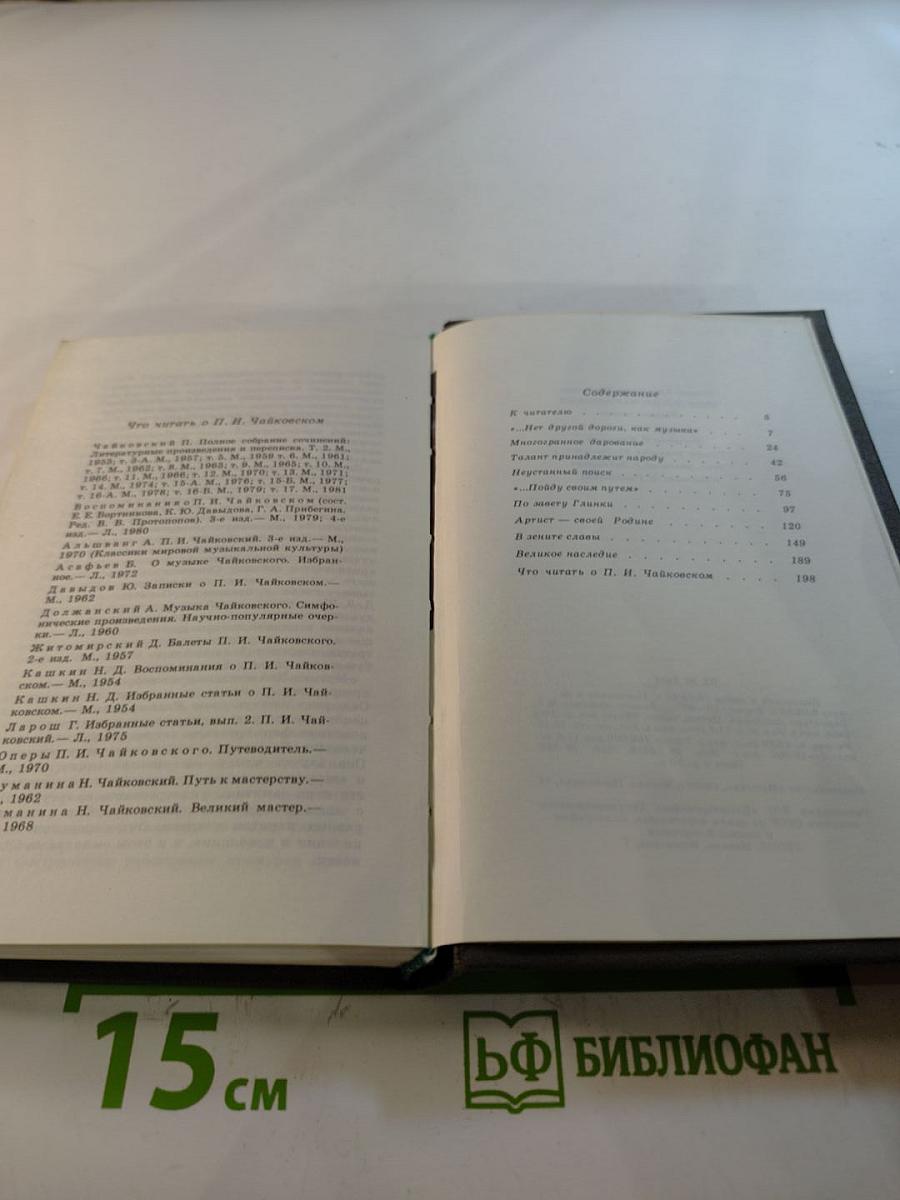 Что читать о П. И. Чайковском
Чайковский П. Полное собрание сочинений:
Литературные произведения и переписка. Т. 2. М.,
1953; т. 3-А. М., 1957; т. 5. М., 1959 т. 6. М., 1961;
т. 7. М., 1962; т. 8. М., 1963; т. 9. М., 1965; т. 10. М.,
1966; т. 11. М., 1966; т. 12. М., 1970; т. 13. М., 1971;
т. 14. М., 1974; т. 15-А. М., 1976; т. 15-Б. М., 1977;
т. 16-А. М., 1978; т. 16-Б. М., 1979; т. 17. М., 1981
Воспоминания о П. И. Чайковском (сост.
Е. Е. Бортникова, К. Ю. Давыдова, Г. А. Прибегина.
Ред. В. В. Протопопов). 3-е изд.— М., 1979; 4-е
изд.— Л., 1980
Альшванг А. П. И. Чайковский. 3-е изд.— М.,
1970 (Классики мировой музыкальной культуры)
Асафьев Б. О музыке Чайковского. Избран-
ное.— Л., 1972
Давыдов Ю. Записки о П. И. Чайковском.—
М., 1962
Должанский А. Музыка Чайковского. Симфо-
нические произведения. Научно-популярные очер-
ки.— Л., 1960
Житомирский Д. Балеты П. И. Чайковского.
2-е изд. М., 1957
Кашкин Н. Д. Воспоминания о П. И. Чайков-
ском.— М., 1954
Кашкин Н. Д. Избранные статьи о П. И. Чай-
ковском.— М., 1954
Ларош Г. Избранные статьи, вып. 2. П. И. Чай-
ковский.— Л., 1975
Оперы П. И. Чайковского. Путеводитель.—
М., 1970
уманина Н. Чайковский. Путь к мастерству.—
, 1962
манина Н. Чайковский. Великий мастер.—
1968
Содержание
К читателю . . . . . . . . . . 5
«...Нет другой дороги, как музыка» . . . 7
Многогранное дарование . . . . . . 24
Талант принадлежит народу . . . . . 42
Неустанный поиск . . . . . . . . 56
«...Пойду своим путем» . . . . . . 75
По завету Глинки . . . . . . . . 97
Артист — своей Родине . . . . . . 120
В зените славы . . . . . . . . . 149
Великое наследие . . . . . . . . 189
Что читать о П. И. Чайковском . . . . 198
15 см
БФ БИБЛИОФАН